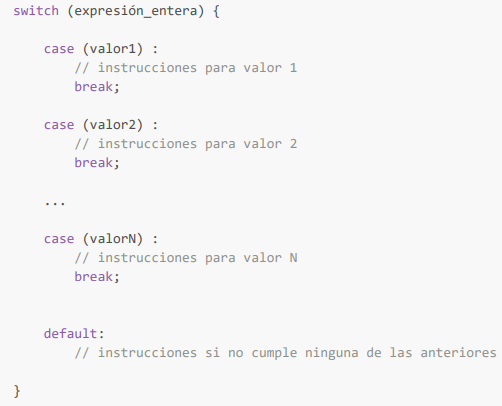 switch (expresión_entera) {
case (valor1) :
// instrucciones para valor 1
break;
case (valor2) :
// instrucciones para valor 2
break;
...
case (valorN) :
// instrucciones para valor N
break;
default:
// instrucciones si no cumple ninguna de las anteriores
}